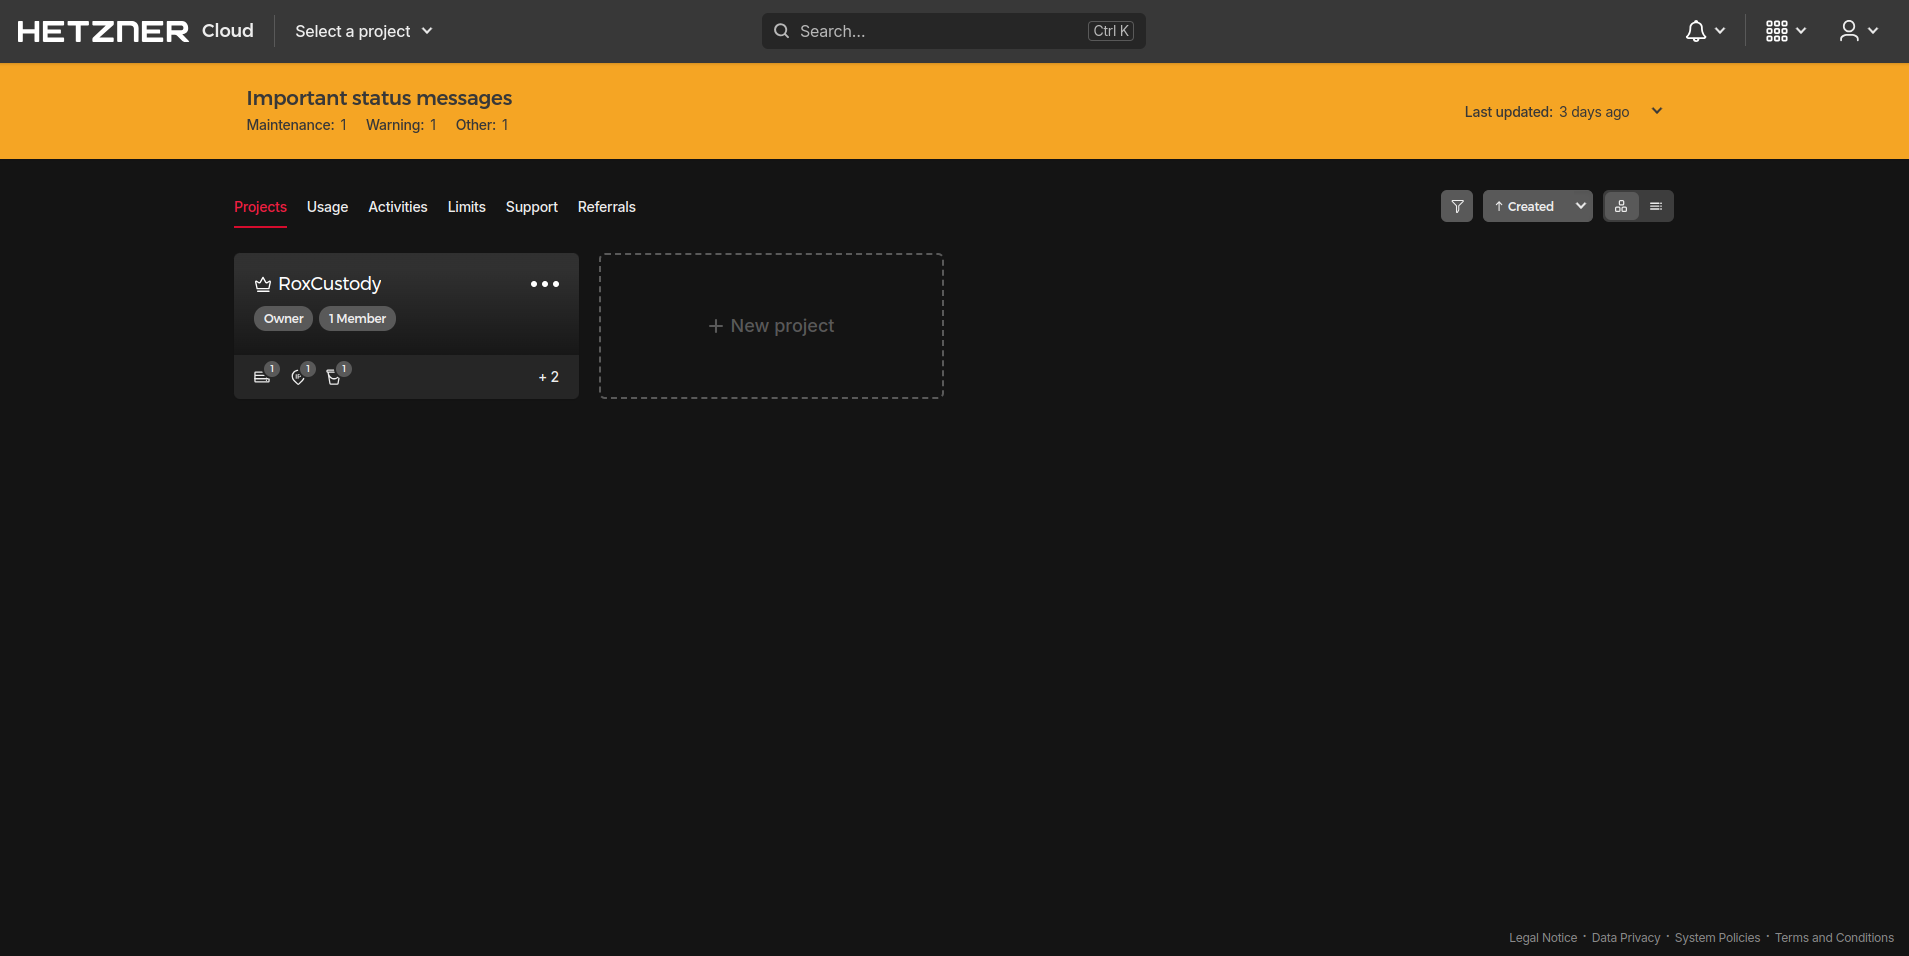 HETZNER Cloud
Select a project
Search...
Ctrl K
Important status messages
Maintenance: 1 Warning: 1 Other: 1
Last updated: 3 days ago
Projects Usage Activities Limits Support Referrals
↑ Created
RoxCustody
Owner 1 Member
1 1 1
+ 2
+ New project
Legal Notice · Data Privacy · System Policies · Terms and Conditions